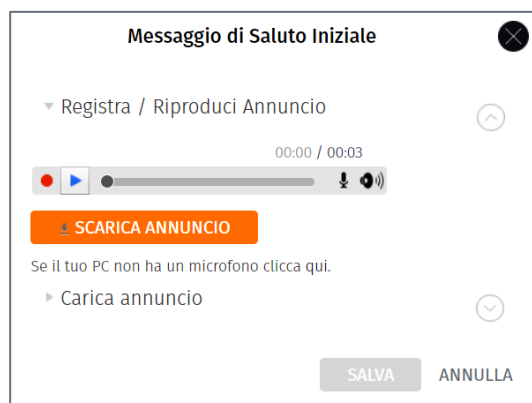 Messaggio di Saluto Iniziale
Registra / Riproduci Annuncio
00:00 / 00:03
SCARICA ANNUNCIO
Se il tuo PC non ha un microfono clicca qui.
Carica annuncio
SALVA ANNULLA